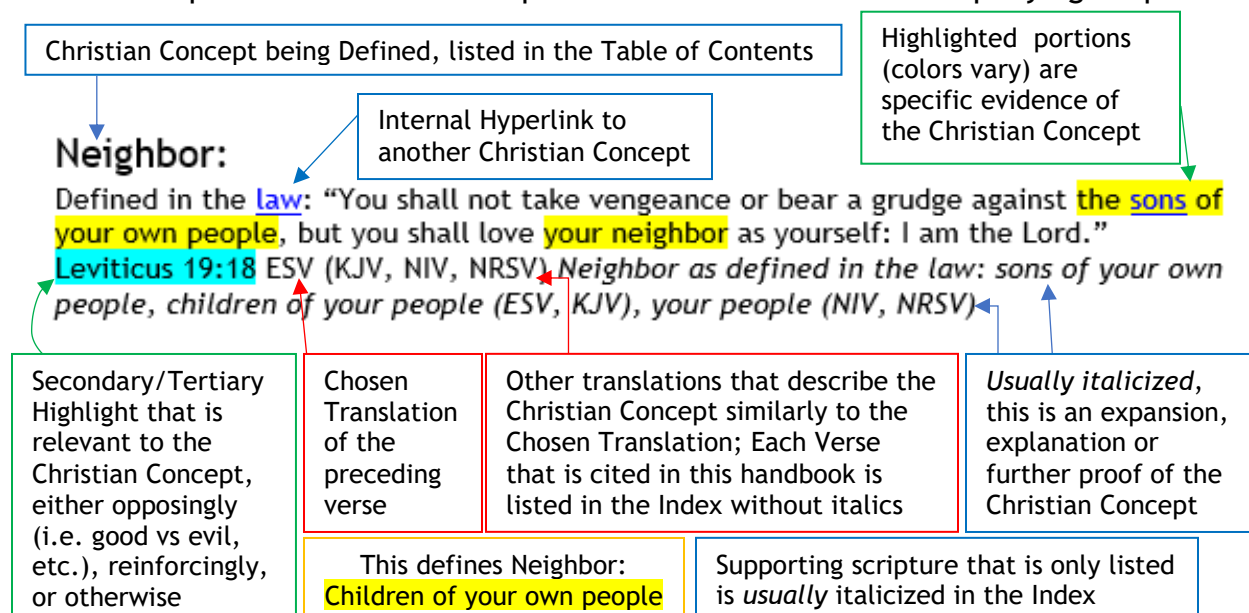 Christian Concept being Defined, listed in the Table of Contents
Highlighted portions
(colors vary) are
specific evidence of
the Christian Concept
Internal Hyperlink to
another Christian Concept
Neighbor:
Defined in the law: “You shall not take vengeance or bear a grudge against the sons of
your own people, but you shall love your neighbor as yourself: I am the Lord.”
Leviticus 19:18 ESV (KJV, NIV, NRSV) Neighbor as defined in the law: sons of your own
people, children of your people (ESV, KJV), your people (NIV, NRSV)
Secondary/Tertiary
Highlight that is
relevant to the
Christian Concept,
either opposingly
(i.e. good vs evil,
etc.), reinforcingly,
or otherwise
Chosen
Translation
of the
preceding
verse
Other translations that describe the
Christian Concept similarly to the
Chosen Translation; Each Verse
that is cited in this handbook is
listed in the Index without italics
Usually italicized,
this is an expansion,
explanation or
further proof of the
Christian Concept
This defines Neighbor:
Children of your own people
Supporting scripture that is only listed
is usually italicized in the Index